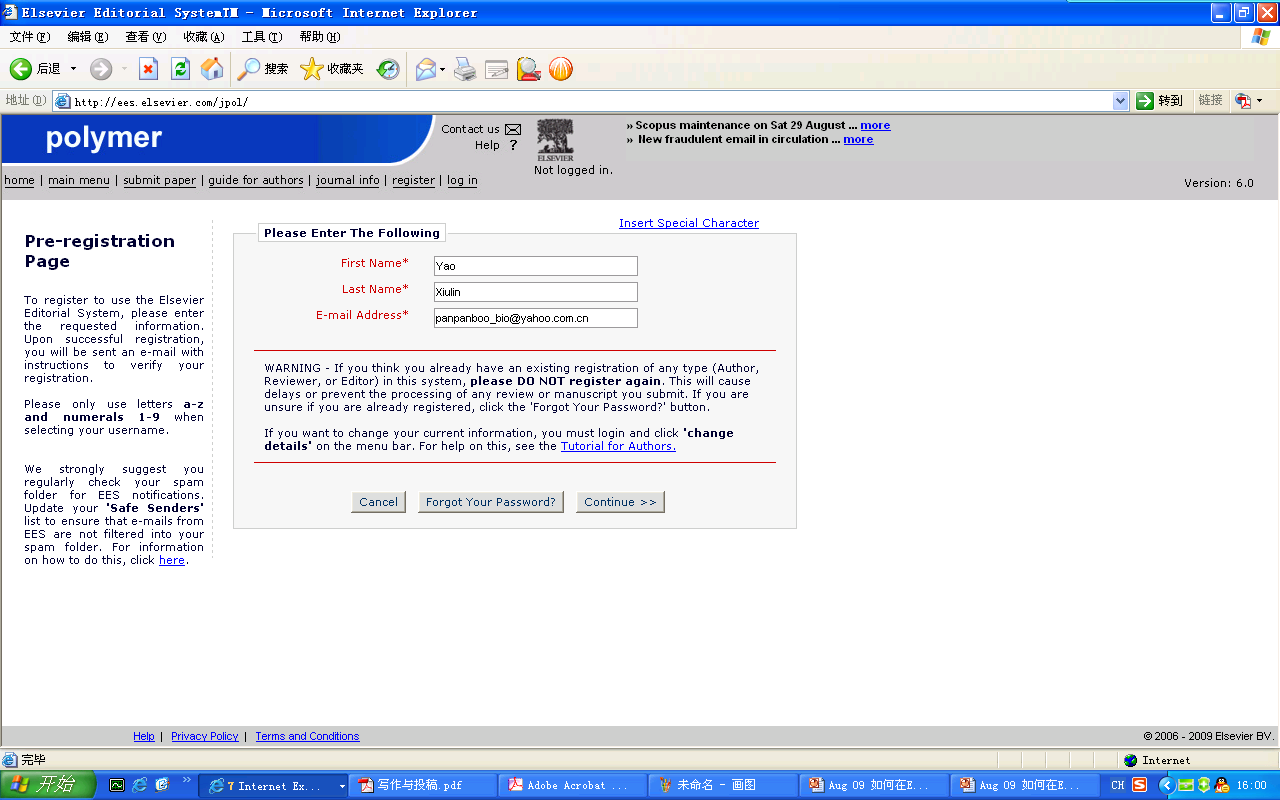 Elsevier Editorial SystemTM - Microsoft Internet Explorer
文件(F) 编辑(E) 查看(V) 收藏(A) 工具(T) 帮助(H)
后退 搜索 收藏夹
地址(D) http://ees.elsevier.com/jpol/ 转到 链接
polymer
Contact us
Help ?
ELSEVIER
Not logged in.
» Scopus maintenance on Sat 29 August ... more
» New fraudulent email in circulation ... more
home | main menu | submit paper | guide for authors | journal info | register | log in
Version: 6.0
Pre-registration
Page
To register to use the Elsevier
Editorial System, please enter
the requested information.
Upon successful registration,
you will be sent an e-mail with
instructions to verify your
registration.
Please only use letters a-z
and numerals 1-9 when
selecting your username.
We strongly suggest you
regularly check your spam
folder for EES notifications.
Update your 'Safe Senders'
list to ensure that e-mails from
EES are not filtered into your
spam folder. For information
on how to do this, click here.
Insert Special Character
Please Enter The Following
First Name* Yao
Last Name* Xiulin
E-mail Address* panpanboo_bio@yahoo.com.cn
WARNING - If you think you already have an existing registration of any type (Author,
Reviewer, or Editor) in this system, please DO NOT register again. This will cause
delays or prevent the processing of any review or manuscript you submit. If you are
unsure if you are already registered, click the 'Forgot Your Password?' button.
If you want to change your current information, you must login and click 'change
details' on the menu bar. For help on this, see the Tutorial for Authors.
Cancel Forgot Your Password? Continue >>
Help | Privacy Policy | Terms and Conditions
© 2006 - 2009 Elsevier BV.
完毕 Internet
开始 » 7 Internet Ex... 写作与投稿.pdf Adobe Acrobat ... 未命名 - 画图 Aug 09 如何在E... Aug 09 如何在E... CH S 16:00